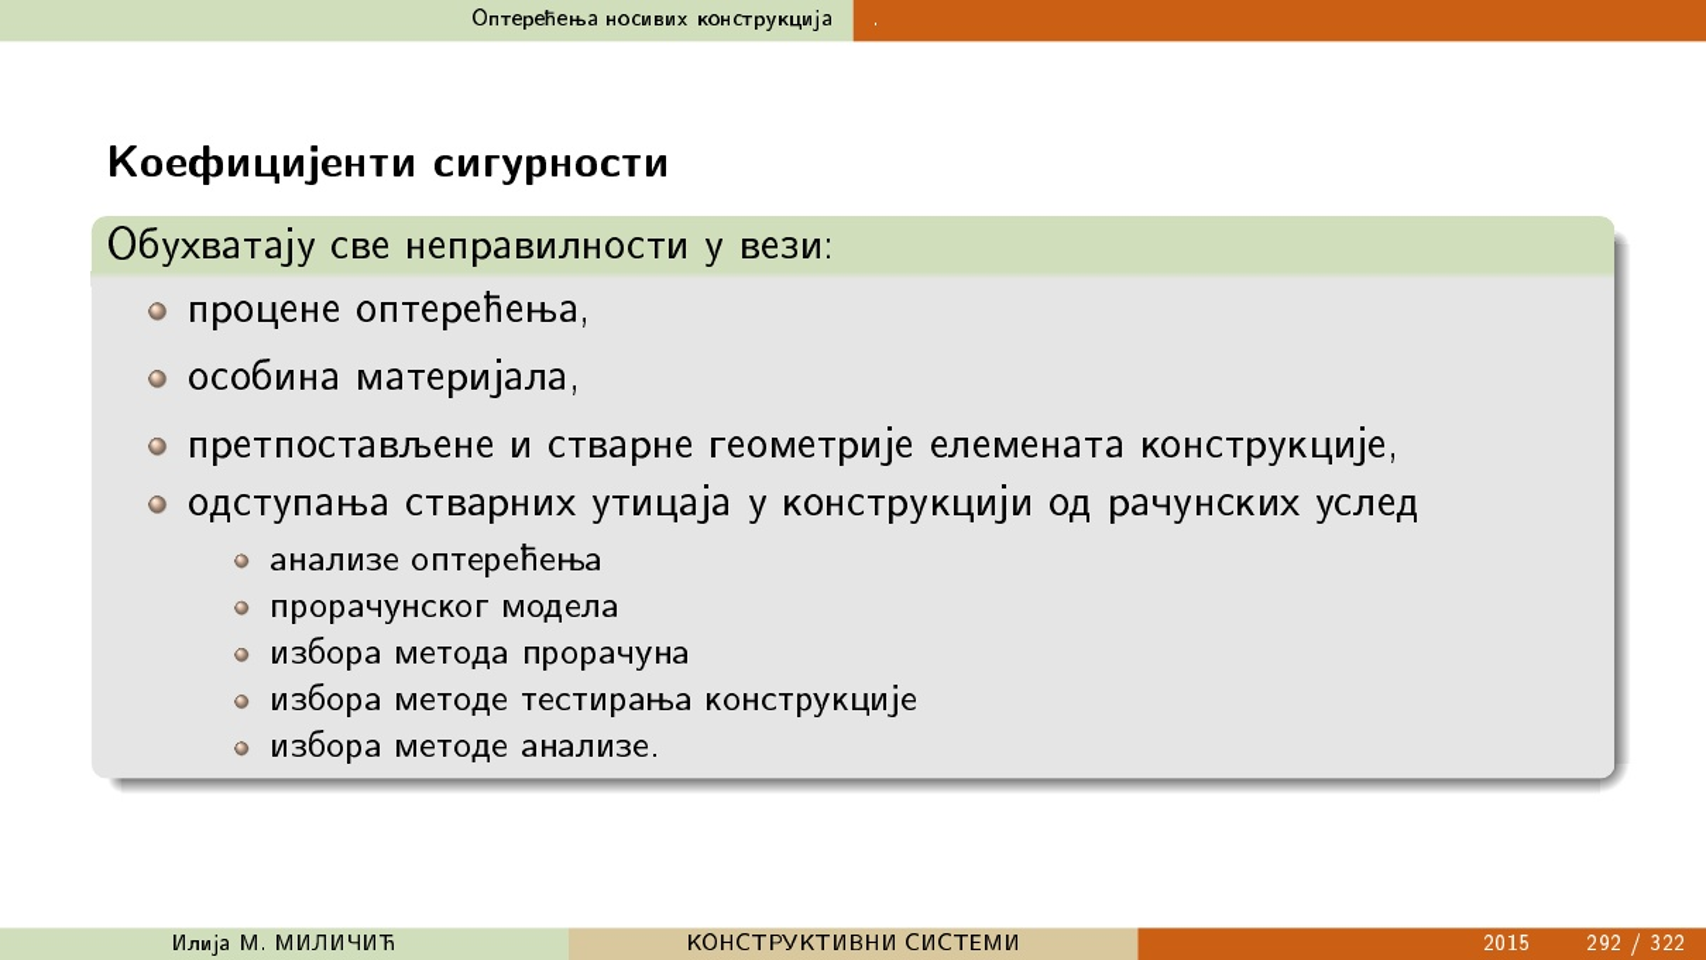 Оптерећења носивих конструкција .
Коефицијенти сигурности
Обухватају све неправилности у вези:
процене оптерећења,
особина материјала,
претпостављене и стварне геометрије елемената конструкције,
одступања стварних утицаја у конструкцији од рачунских услед
анализе оптерећења
прорачунског модела
избора метода прорачуна
избора методе тестирања конструкције
избора методе анализе.
Илија М. МИЛИЧИЋ КОНСТРУКТИВНИ СИСТЕМИ 2015 292 / 322